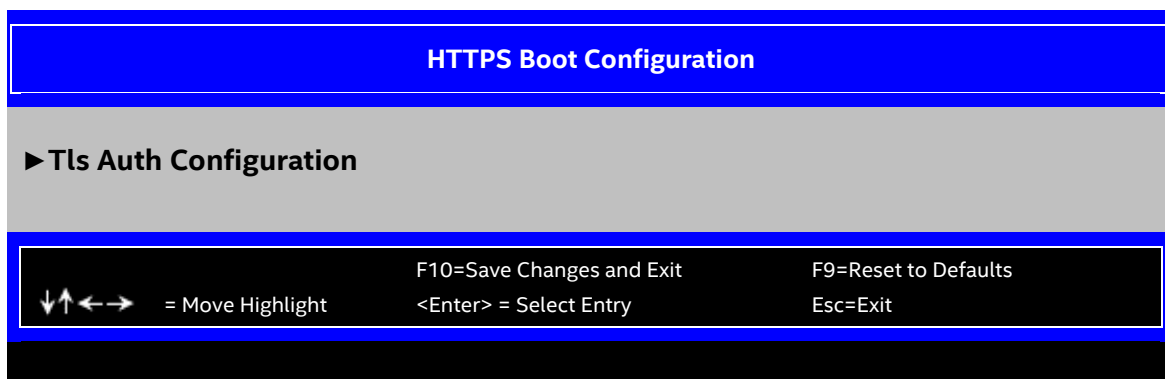 HTTPS Boot Configuration
►Tls Auth Configuration
F10=Save Changes and Exit F9=Reset to Defaults
↓↑←→ = Move Highlight <Enter> = Select Entry Esc=Exit